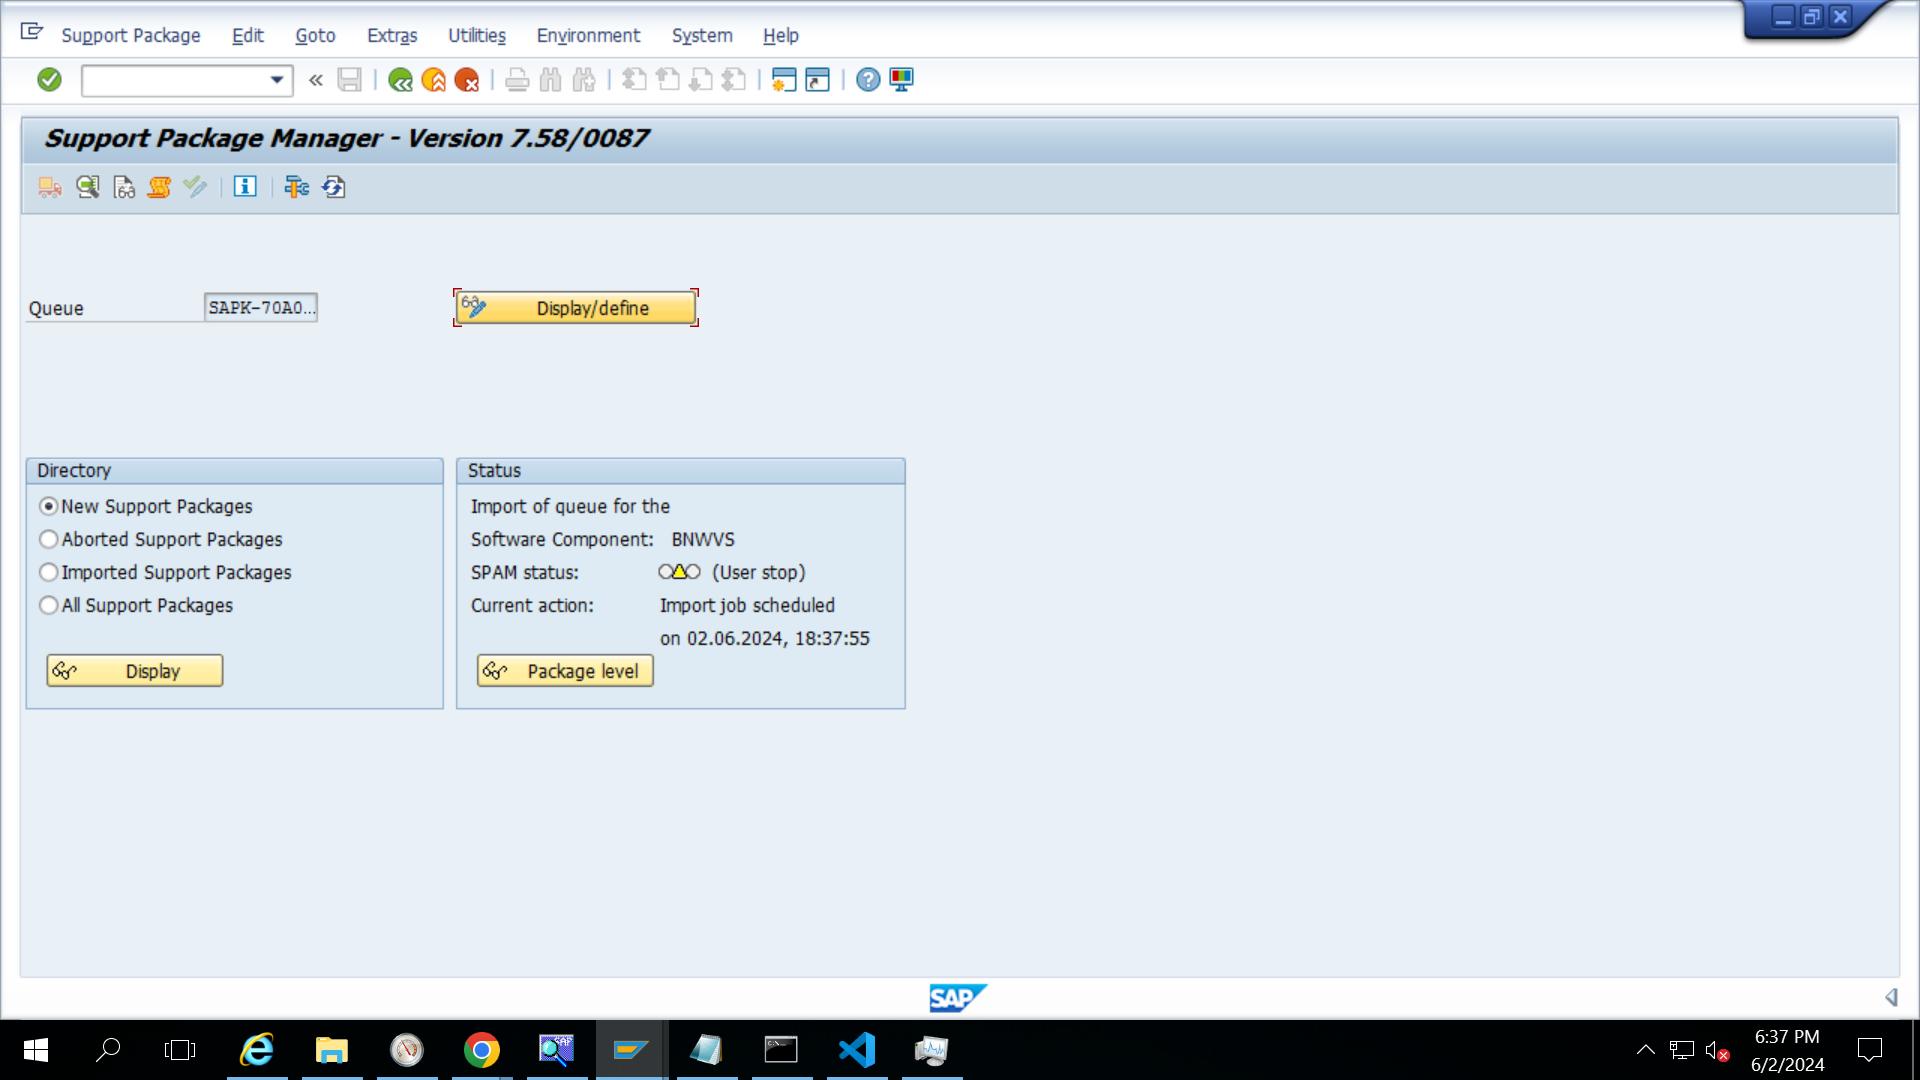 Support Package Edit Goto Extras Utilities Environment System Help
Support Package Manager - Version 7.58/0087
Queue SAPK-70A0... Display/define
Directory
New Support Packages
Aborted Support Packages
Imported Support Packages
All Support Packages
Display
Status
Import of queue for the
Software Component: BNWVS
SPAM status: (User stop)
Current action: Import job scheduled
on 02.06.2024, 18:37:55
Package level
SAP
6:37 PM
6/2/2024